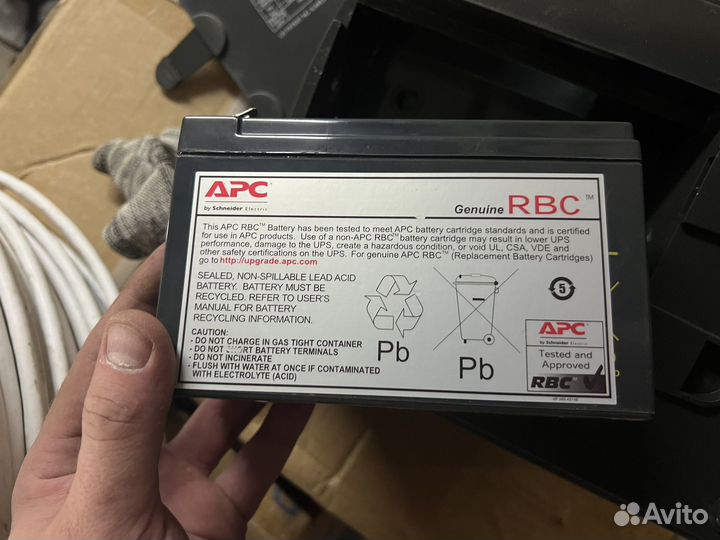 APC
by Schneider Electric
Genuine RBC™
This APC RBC™ Battery has been tested to meet APC battery cartridge standards and is certified
for use in APC products. Use of a non-APC RBC™ battery cartridge may result in lower UPS
performance, damage to the UPS, create a hazardous condition, or void UL, CSA, VDE and
other safety certifications on the UPS. For genuine APC RBC™ (Replacement Battery Cartridges)
go to http://upgrade.apc.com
SEALED, NON-SPILLABLE LEAD ACID
BATTERY. BATTERY MUST BE
RECYCLED. REFER TO USER'S
MANUAL FOR BATTERY
RECYCLING INFORMATION.
CAUTION:
- DO NOT CHARGE IN GAS TIGHT CONTAINER
- DO NOT SHORT BATTERY TERMINALS
- DO NOT INCINERATE
- FLUSH WITH WATER AT ONCE IF CONTAMINATED
WITH ELECTROLYTE (ACID)
Pb
Pb
5
APC
by Schneider Electric
Tested and
Approved
RBC™
Avito